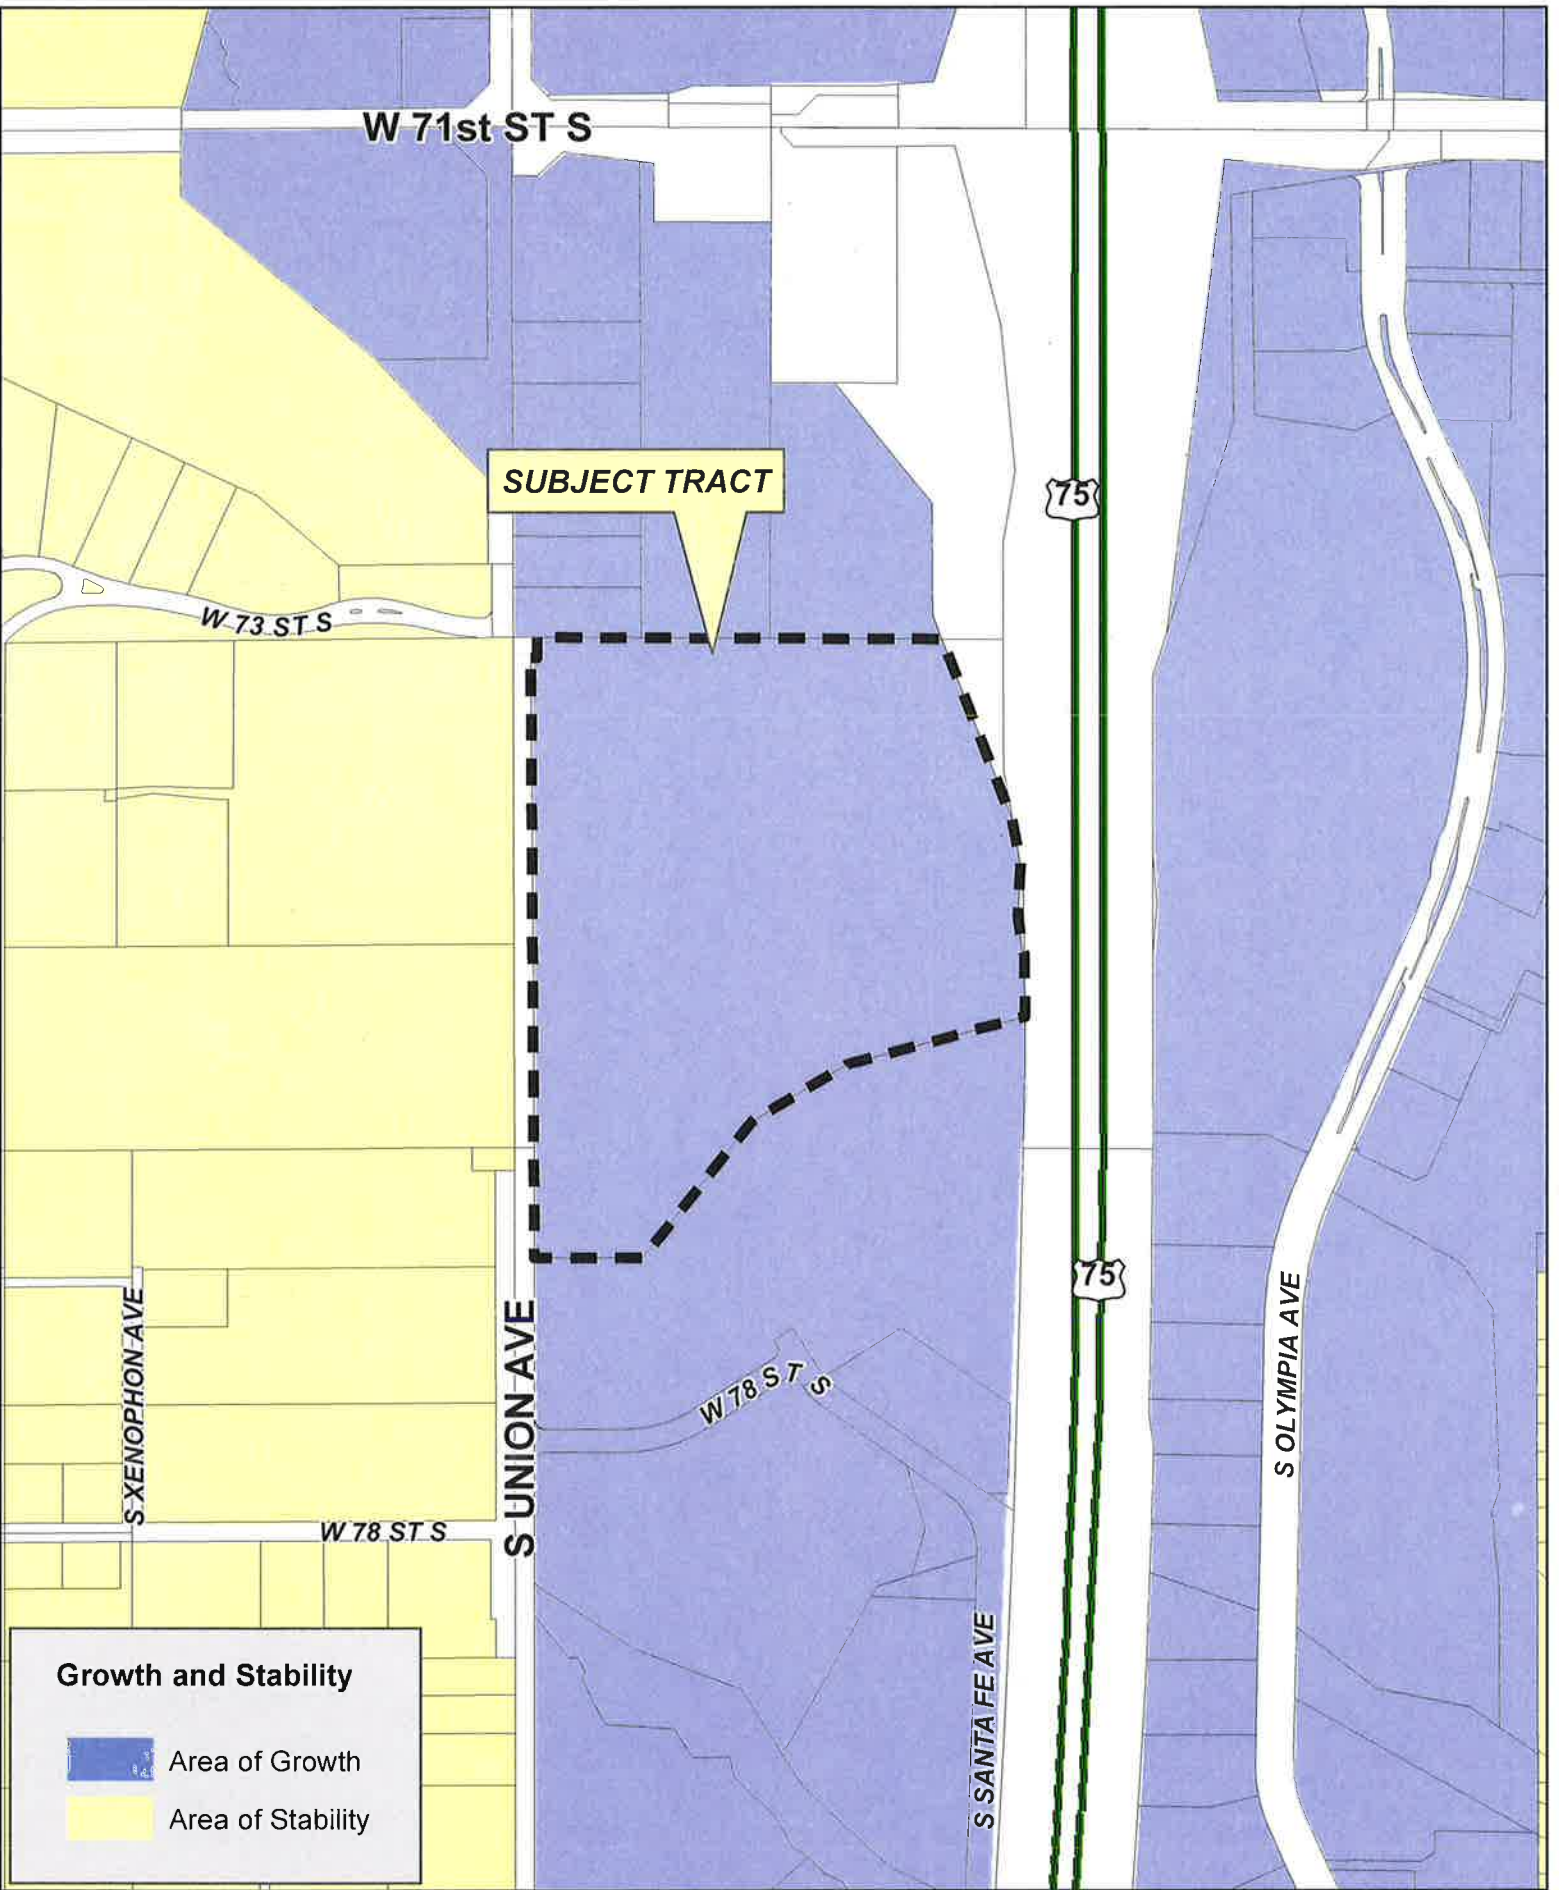 W 71st ST S
SUBJECT TRACT
75
W 73 ST S
75
S XENOPHON AVE
S UNION AVE
W 78 ST S
S OLYMPIA AVE
W 78 ST S
S SANTA FE AVE
Growth and Stability
Area of Growth
Area of Stability